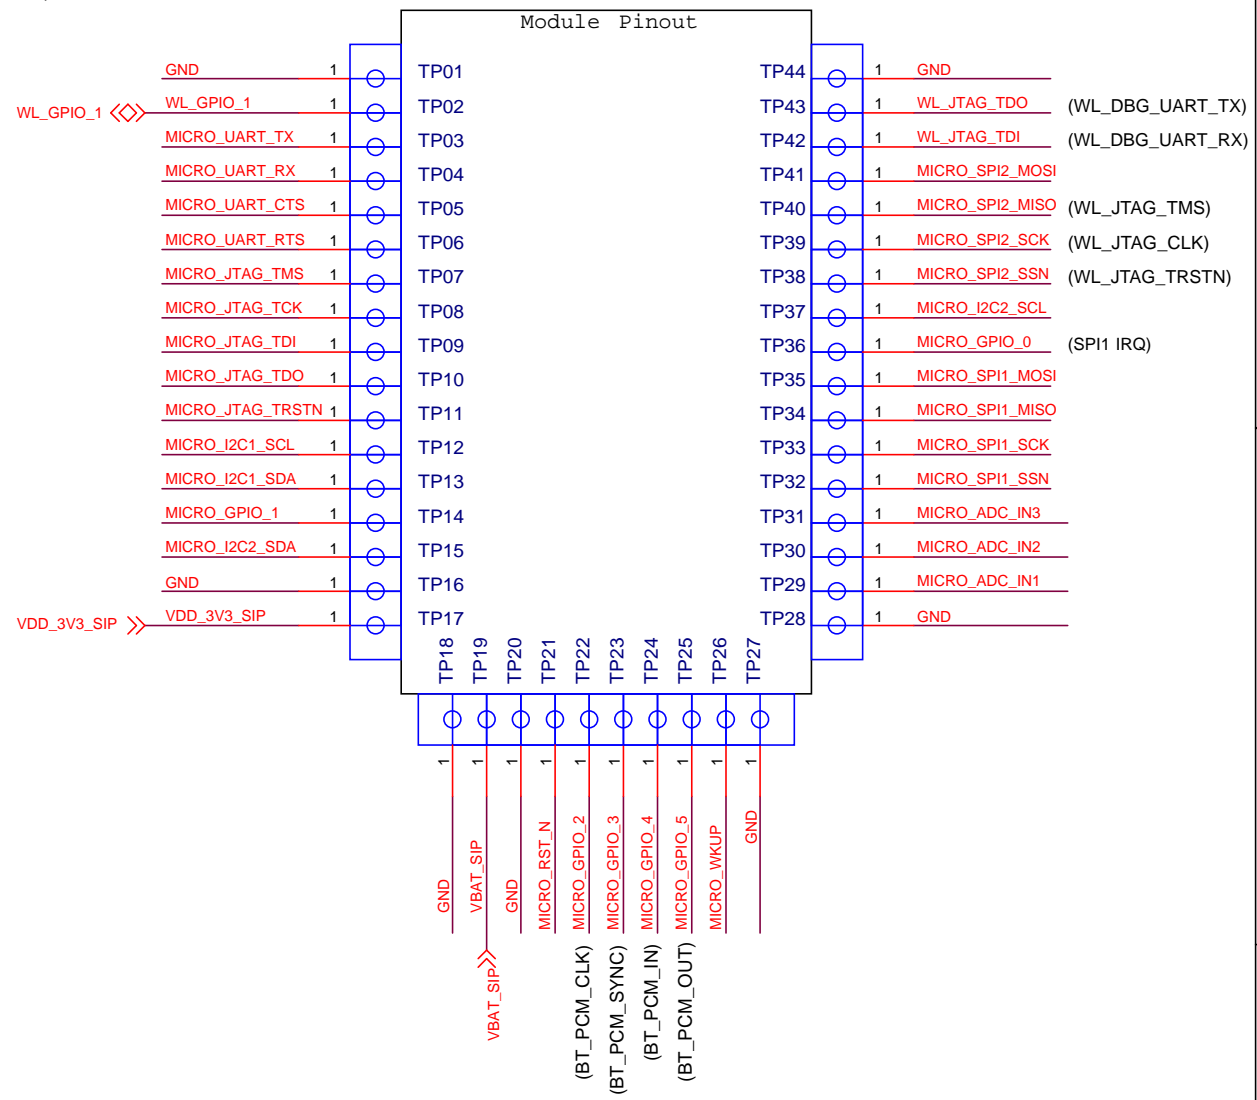 Module Pinout
GND 1 TP01 TP44 1 GND
WL_GPIO_1 WL_GPIO_1 1 TP02 TP43 1 WL_JTAG_TDO (WL_DBG_UART_TX)
MICRO_UART_TX 1 TP03 TP42 1 WL_JTAG_TDI (WL_DBG_UART_RX)
MICRO_UART_RX 1 TP04 TP41 1 MICRO_SPI2_MOSI
MICRO_UART_CTS 1 TP05 TP40 1 MICRO_SPI2_MISO (WL_JTAG_TMS)
MICRO_UART_RTS 1 TP06 TP39 1 MICRO_SPI2_SCK (WL_JTAG_CLK)
MICRO_JTAG_TMS 1 TP07 TP38 1 MICRO_SPI2_SSN (WL_JTAG_TRSTN)
MICRO_JTAG_TCK 1 TP08 TP37 1 MICRO_I2C2_SCL
MICRO_JTAG_TDI 1 TP09 TP36 1 MICRO_GPIO_0 (SPI1 IRQ)
MICRO_JTAG_TDO 1 TP10 TP35 1 MICRO_SPI1_MOSI
MICRO_JTAG_TRSTN 1 TP11 TP34 1 MICRO_SPI1_MISO
MICRO_I2C1_SCL 1 TP12 TP33 1 MICRO_SPI1_SCK
MICRO_I2C1_SDA 1 TP13 TP32 1 MICRO_SPI1_SSN
MICRO_GPIO_1 1 TP14 TP31 1 MICRO_ADC_IN3
MICRO_I2C2_SDA 1 TP15 TP30 1 MICRO_ADC_IN2
GND 1 TP16 TP29 1 MICRO_ADC_IN1
VDD_3V3_SIP VDD_3V3_SIP 1 TP17 TP28 1 GND
TP18 1 GND
TP19 1 VBAT_SIP VBAT_SIP
TP20 1 GND
TP21 1 MICRO_RST_N
TP22 1 MICRO_GPIO_2 (BT_PCM_CLK)
TP23 1 MICRO_GPIO_3 (BT_PCM_SYNC)
TP24 1 MICRO_GPIO_4 (BT_PCM_IN)
TP25 1 MICRO_GPIO_5 (BT_PCM_OUT)
TP26 1 MICRO_WKUP
TP27 1 GND